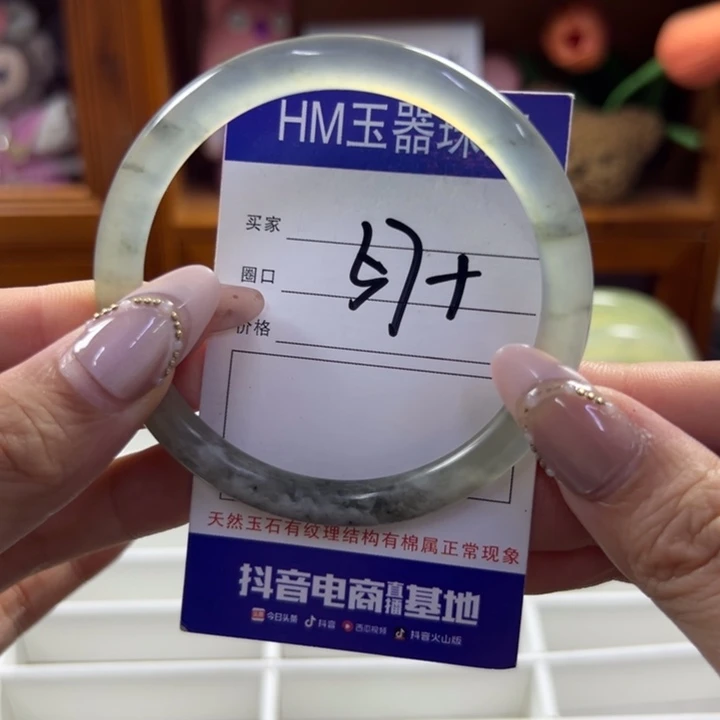 HM玉器珠
买家
圈口
57+
价格
天然玉石有纹理结构有棉属正常现象
抖音电商直播基地
今日头条 抖音 西瓜视频 抖音火山版